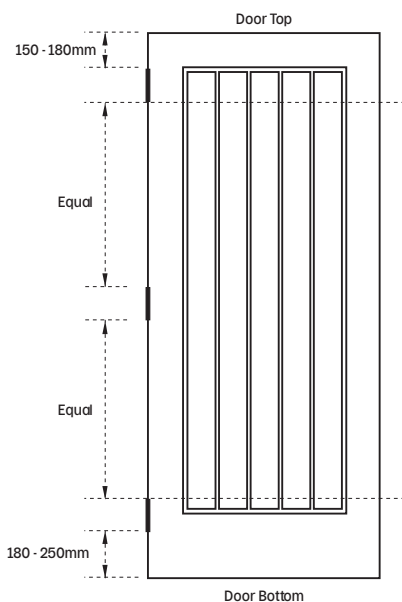 Door Top
150 - 180mm
Equal
Equal
180 - 250mm
Door Bottom